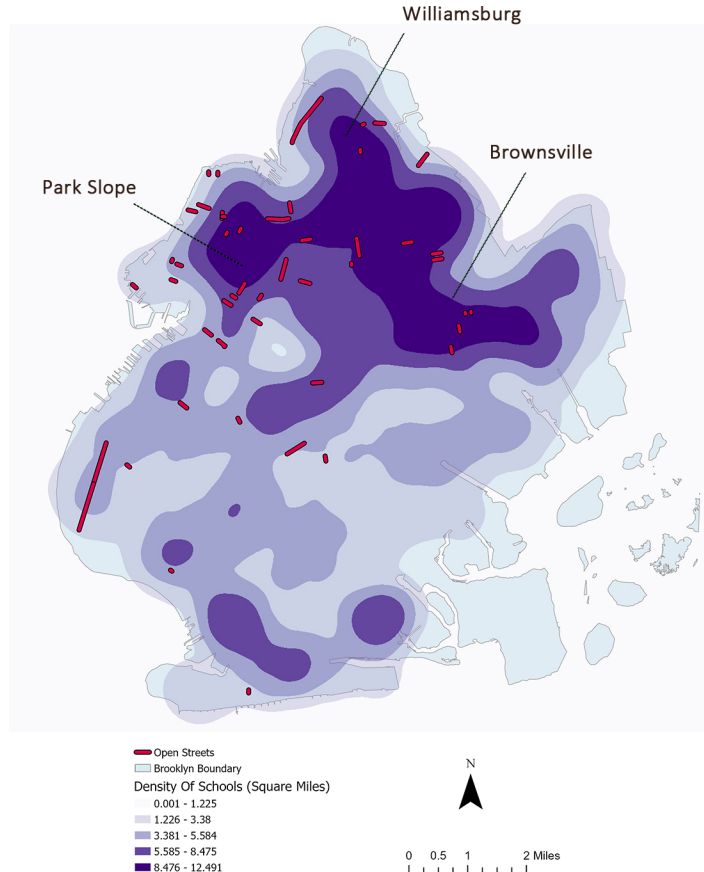 Williamsburg
Brownsville
Park Slope
Open Streets
Brooklyn Boundary
Density Of Schools (Square Miles)
0.001 - 1.225
1.226 - 3.38
3.381 - 5.584
5.585 - 8.475
8.476 - 12.491
N
0 0.5 1 2 Miles